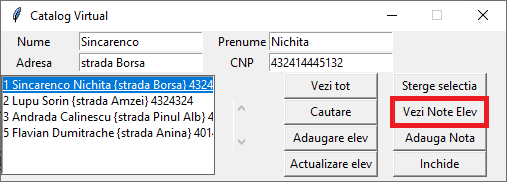 Catalog Virtual
Nume Sincarenco Prenume Nichita
Adresa strada Borsa CNP 432414445132
1 Sincarenco Nichita {strada Borsa} 4324
2 Lupu Sorin {strada Amzei} 4324324
3 Andrada Calinescu {strada Pinul Alb} 4
5 Flavian Dumitrache {strada Anina} 401
Vezi tot Sterge selectia
Cautare Vezi Note Elev
Adaugare elev Adauga Nota
Actualizare elev Inchide